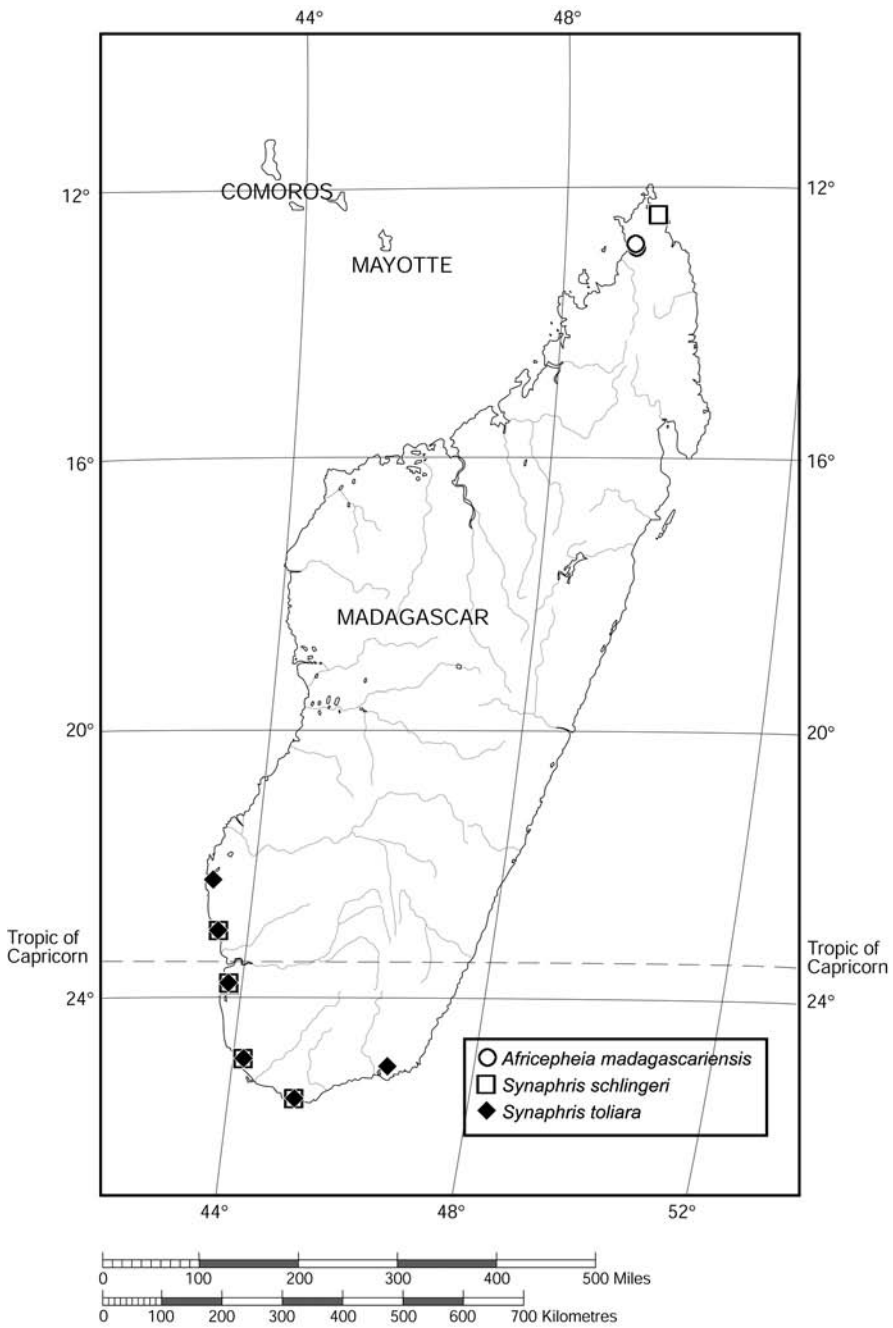 44° 48°
COMOROS
12° 12°
MAYOTTE
16° 16°
MADAGASCAR
20° 20°
Tropic of
Capricorn
Tropic of
Capricorn
24° 24°
Africepheia madagascariensis
Synaphris schlingeri
Synaphris toliara
44° 48° 52°
0 100 200 300 400 500 Miles
0 100 200 300 400 500 600 700 Kilometres